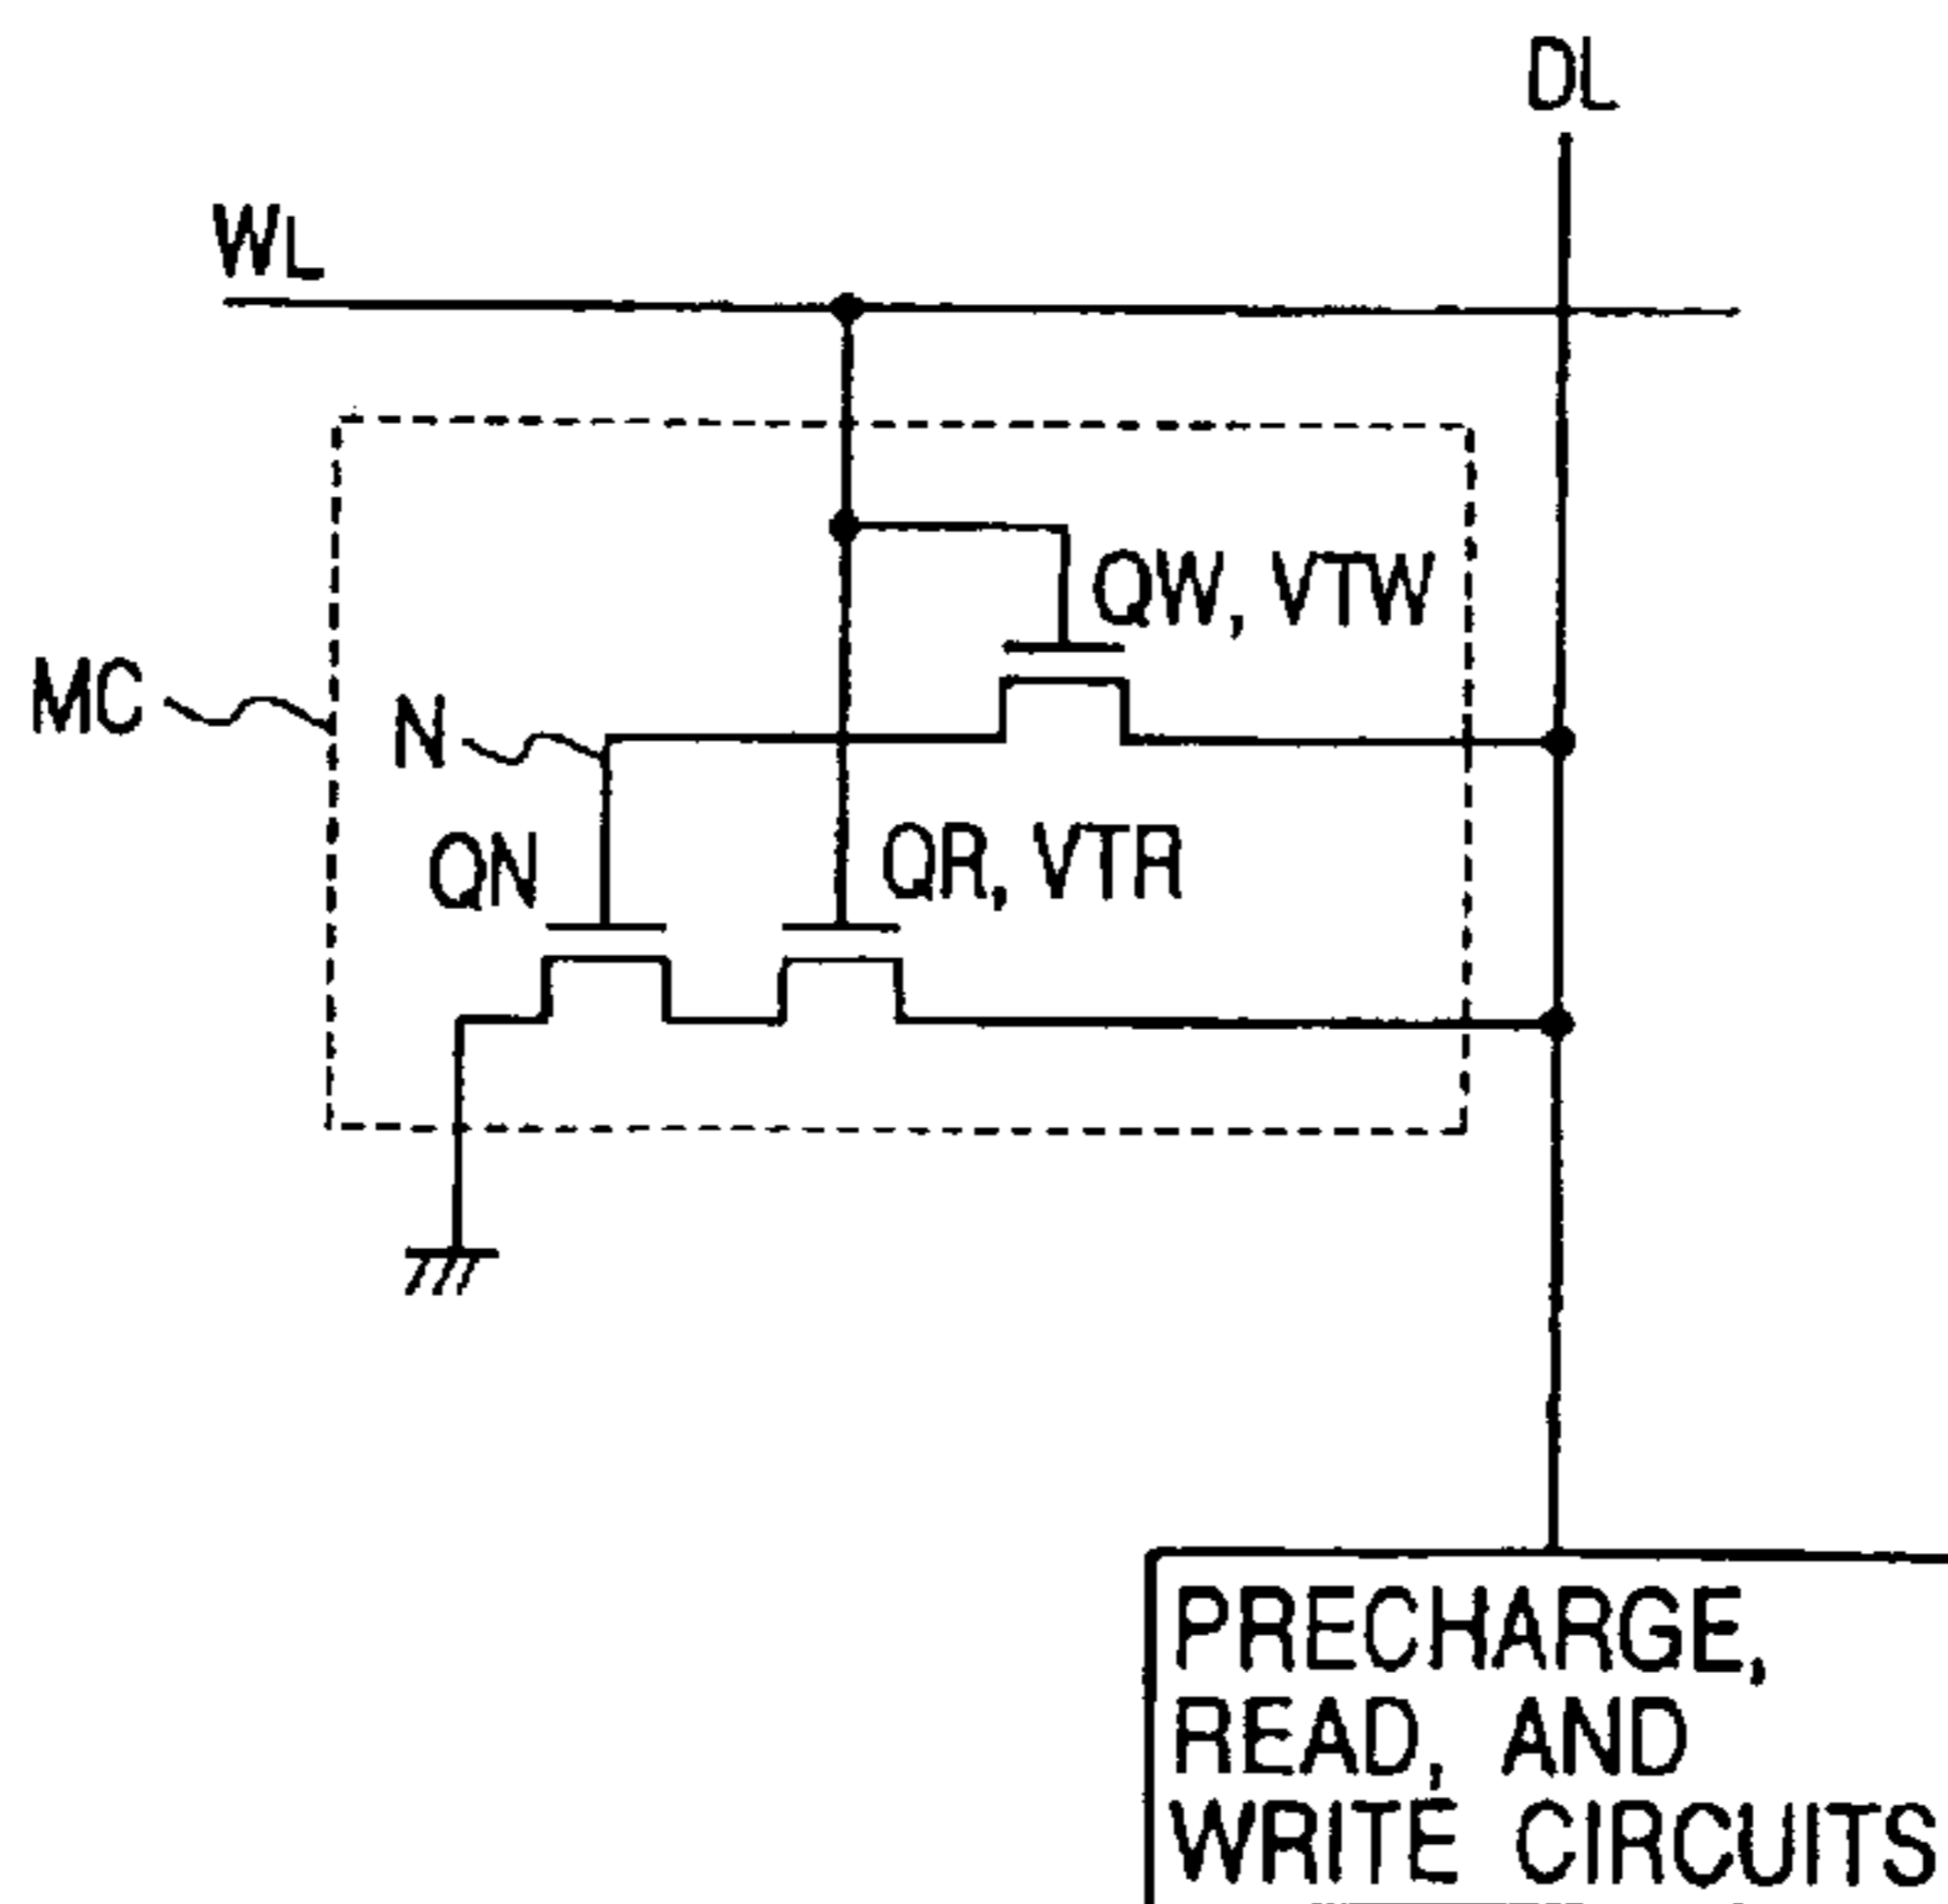 DL
WL
QW, VTW
MC
N
QN
QR, VTR
PRECHARGE,
READ, AND
WRITE CIRCUITS